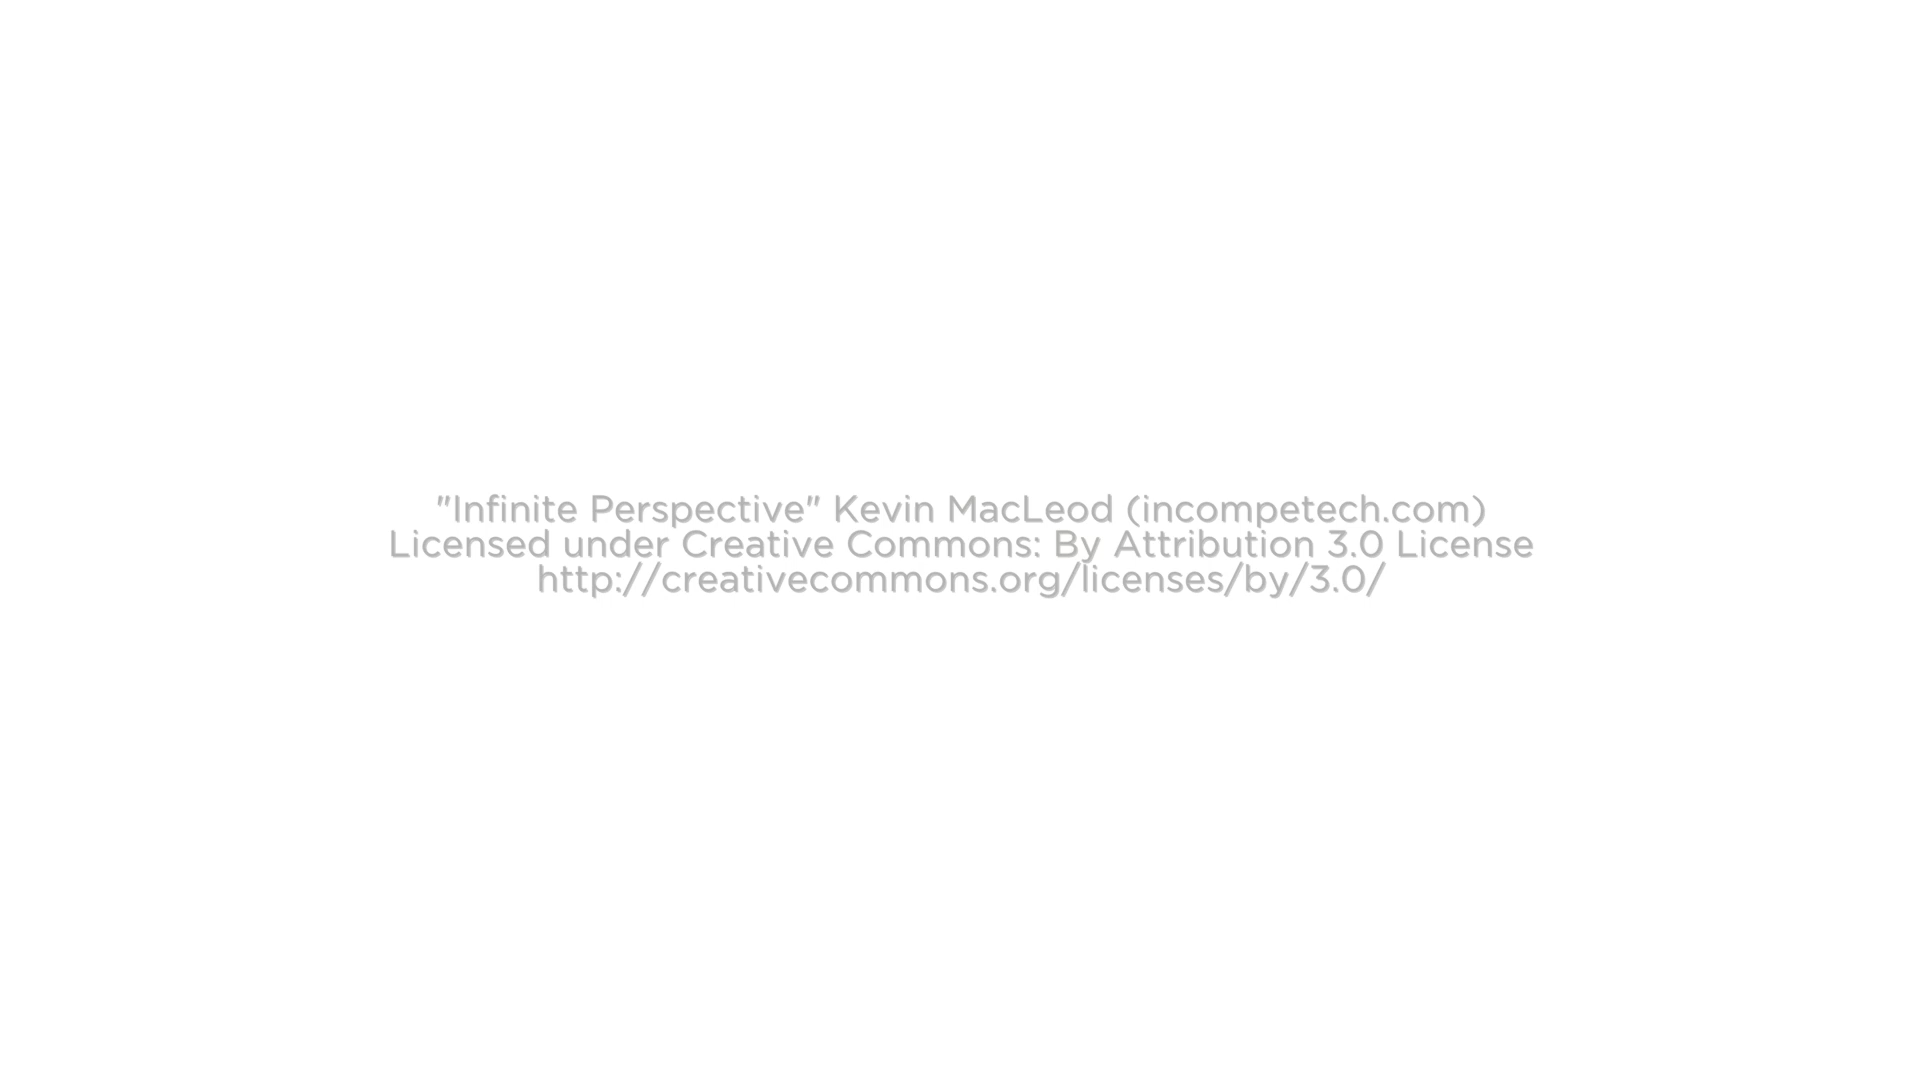 "Infinite Perspective" Kevin MacLeod (incompetech.com)
Licensed under Creative Commons: By Attribution 3.0 License
http://creativecommons.org/licenses/by/3.0/